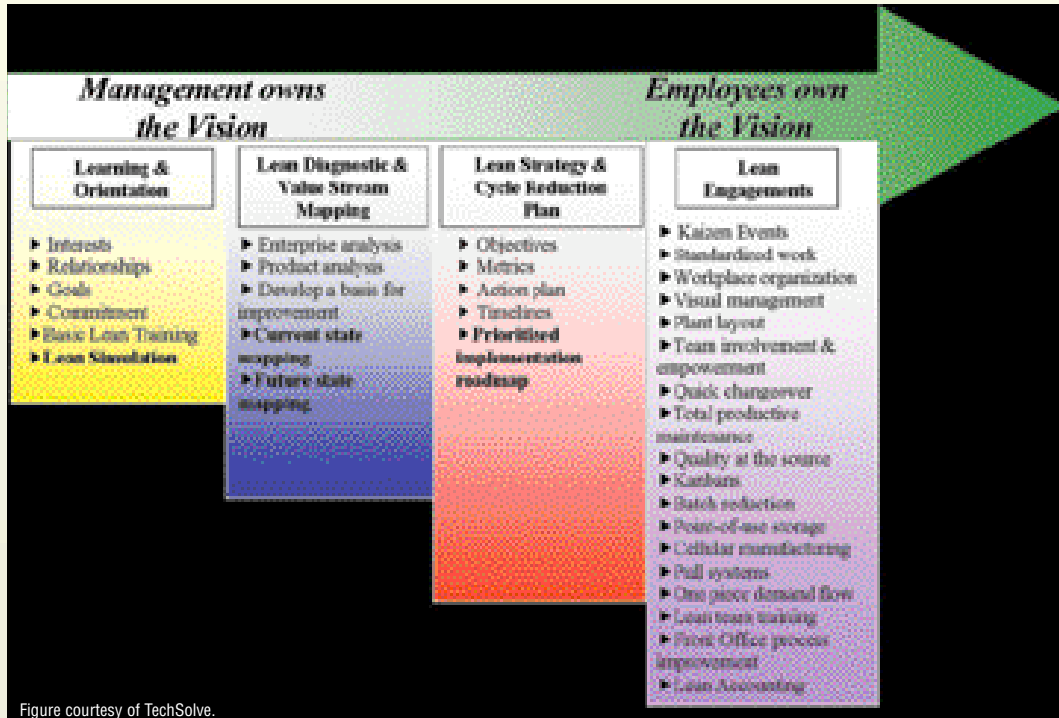 Management owns
the Vision
Employees own
the Vision
Learning &
Orientation
► Interests
► Relationships
► Goals
► Commitment
►Basic Lean Training
►Lean Simulation
Lean Diagnostic &
Value Stream
Mapping
► Enterprise analysis
► Product analysis
► Develop a basis for
improvement
►Current state
mapping
►Future state
mapping
Lean Strategy &
Cycle Reduction
Plan
► Objectives
► Metrics
► Action plan
► Timelines
►Prioritized
implementation
roadmap
Lean
Engagements
► Kaizen Events
►Standardized work
►Workplace organization
►Visual management
►Plant layout
►Team involvement &
empowerment
►Quick changeover
►Total productive
maintenance
►Quality at the source
►Kanbans
►Batch reduction
►Point-of-use storage
►Cellular manufacturing
►Pull systems
►One piece demand flow
►Lean team training
►Front Office process
improvement
►Lean Accounting
Figure courtesy of TechSolve.